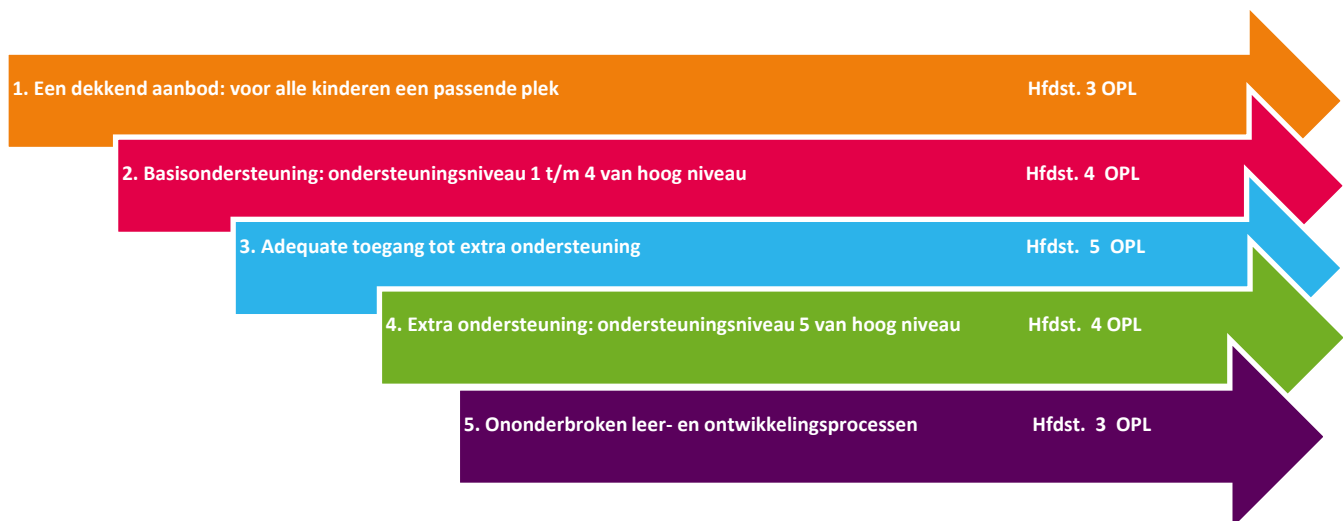 1. Een dekkend aanbod: voor alle kinderen een passende plek Hfdst. 3 OPL
2. Basisondersteuning: ondersteuningsniveau 1 t/m 4 van hoog niveau Hfdst. 4 OPL
3. Adequate toegang tot extra ondersteuning Hfdst. 5 OPL
4. Extra ondersteuning: ondersteuningsniveau 5 van hoog niveau Hfdst. 4 OPL
5. Ononderbroken leer- en ontwikkelingsprocessen Hfdst. 3 OPL